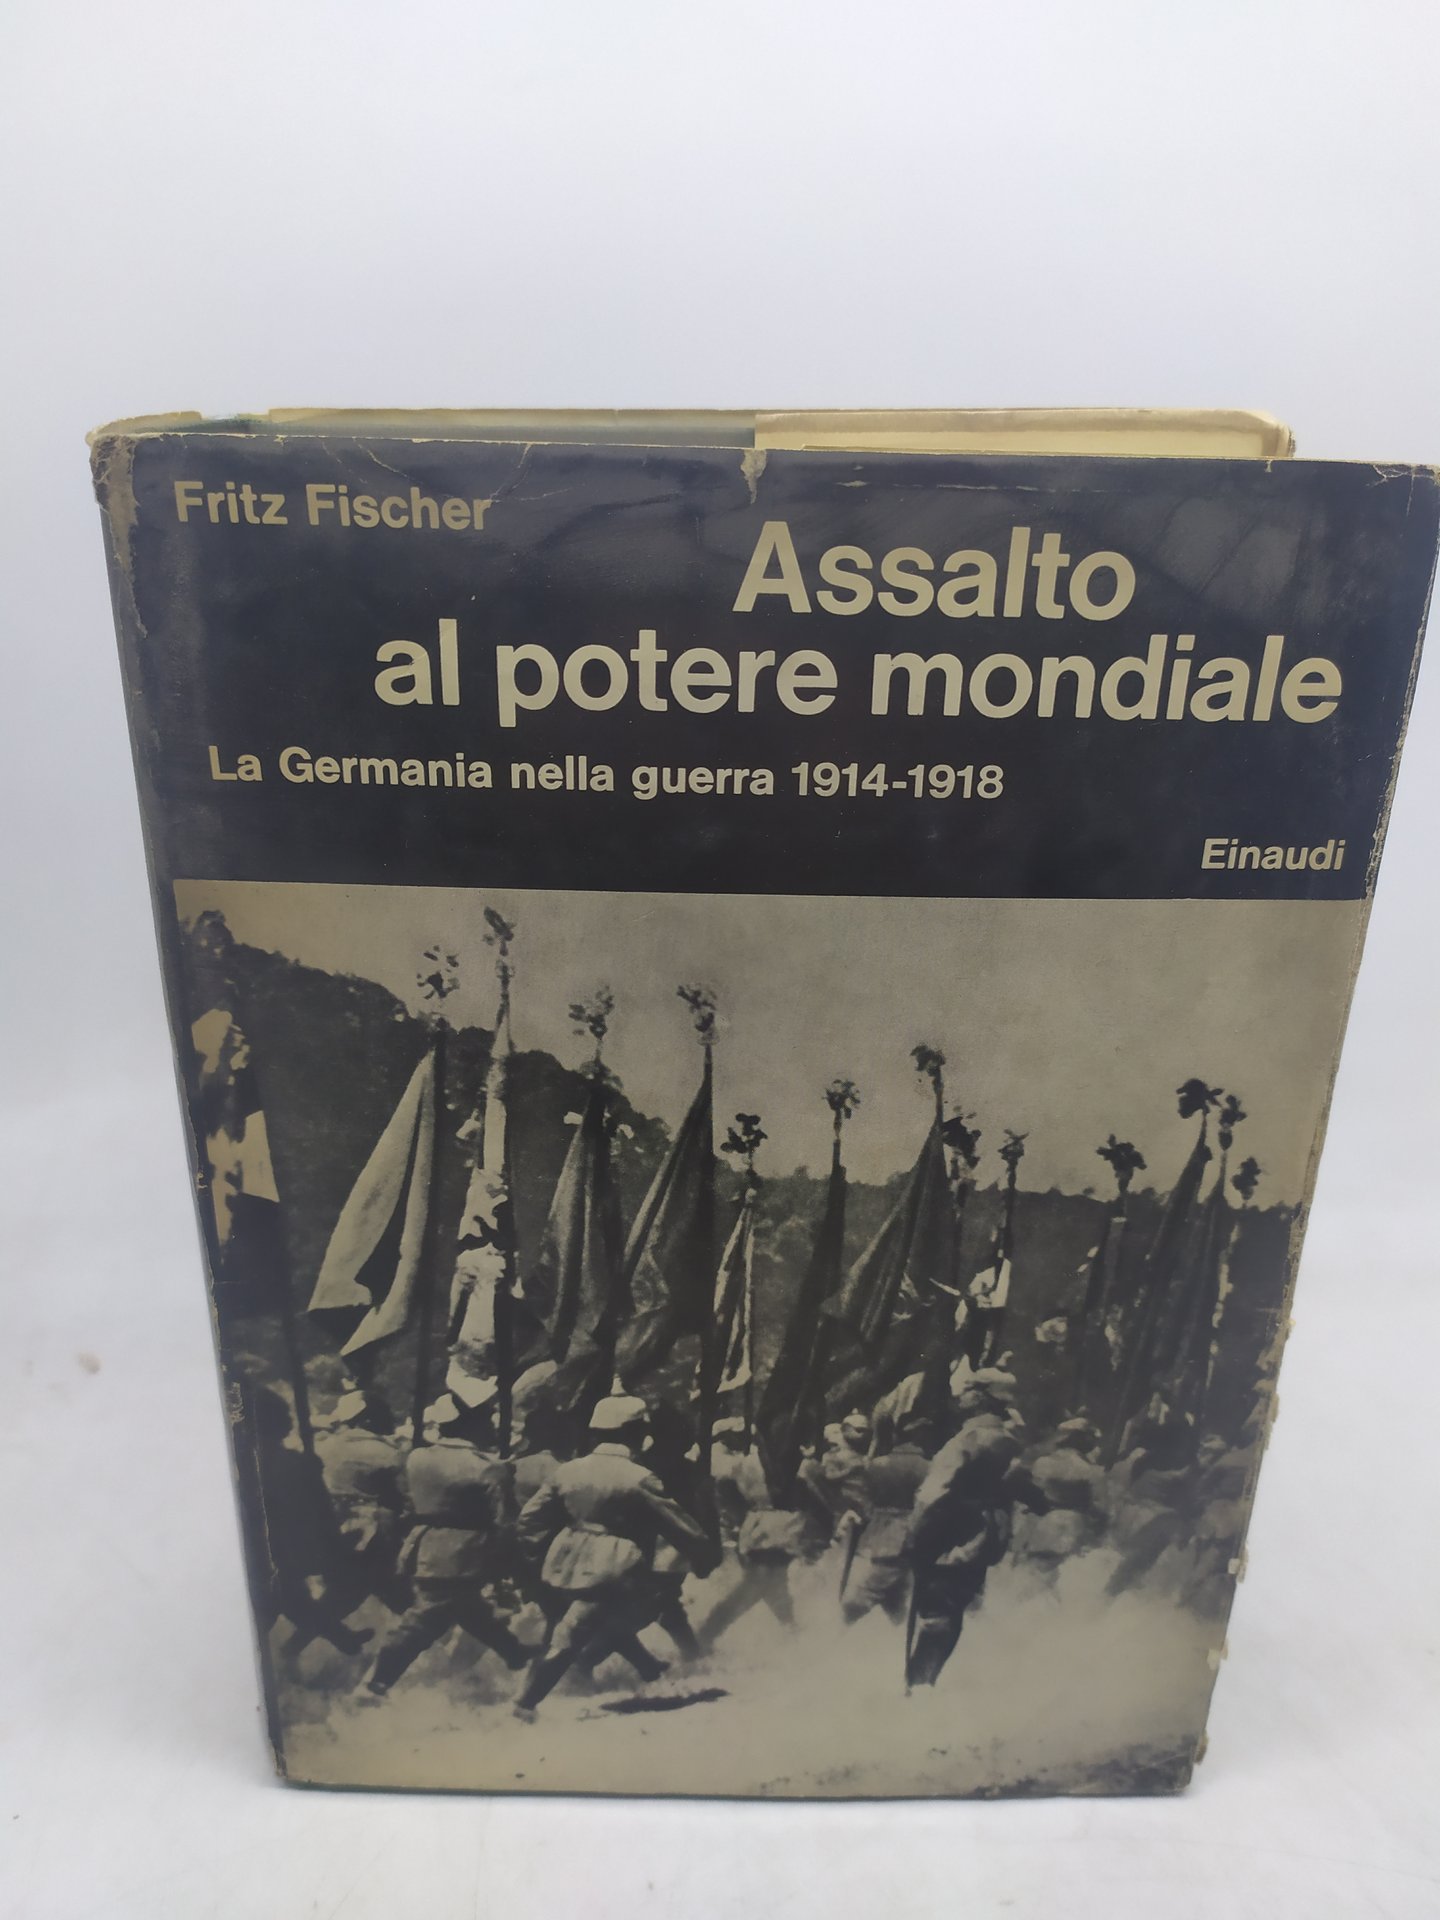 Fritz Fischer
Assalto
al potere mondiale
La Germania nella guerra 1914-1918
Einaudi